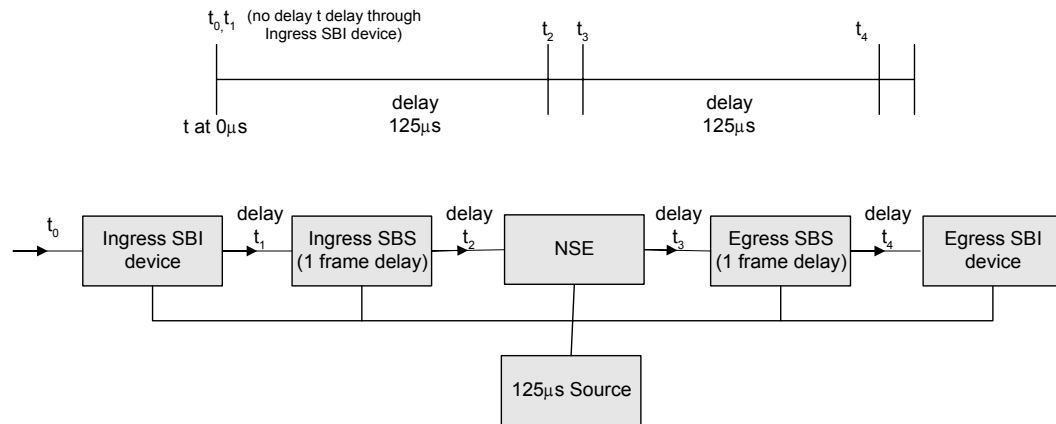 t0,t1 (no delay t delay through
Ingress SBI device)
t2
t3
t4
delay
125μs
delay
125μs
t at 0μs
t0
Ingress SBI
device
delay
t1
Ingress SBS
(1 frame delay)
delay
t2
NSE
delay
t3
Egress SBS
(1 frame delay)
delay
t4
Egress SBI
device
125μs Source